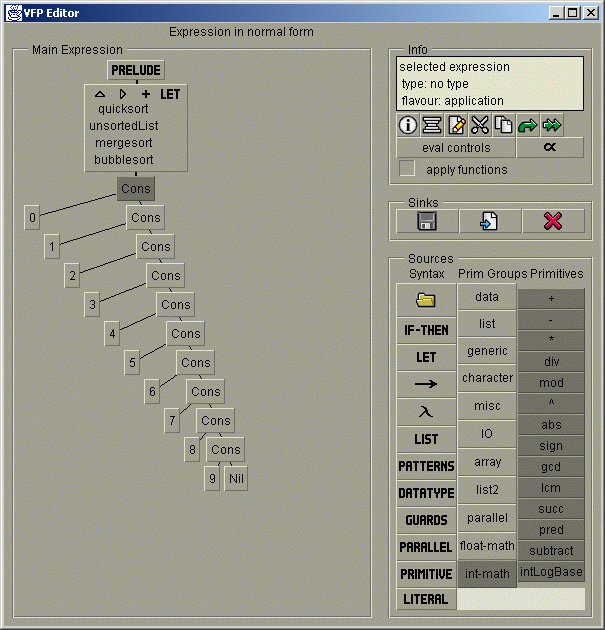 VFP Editor
Expression in normal form
Main Expression
PRELUDE
LET
quicksort
unsortedList
mergesort
bubblesort
Cons
0
Cons
1
Cons
2
Cons
3
Cons
4
Cons
5
Cons
6
Cons
7
Cons
8
Cons
9 Nil
Info
selected expression
type: no type
flavour: application
eval controls α
apply functions
Sinks
Sources
Syntax Prim Groups Primitives
IF-THEN
LET
→
λ
LIST
PATTERNS
DATATYPE
GUARDS
PARALLEL
PRIMITIVE
LITERAL
data
list
generic
character
misc
IO
array
list2
parallel
float-math
int-math
+
-
*
div
mod
^
abs
sign
gcd
lcm
succ
pred
subtract
intLogBase